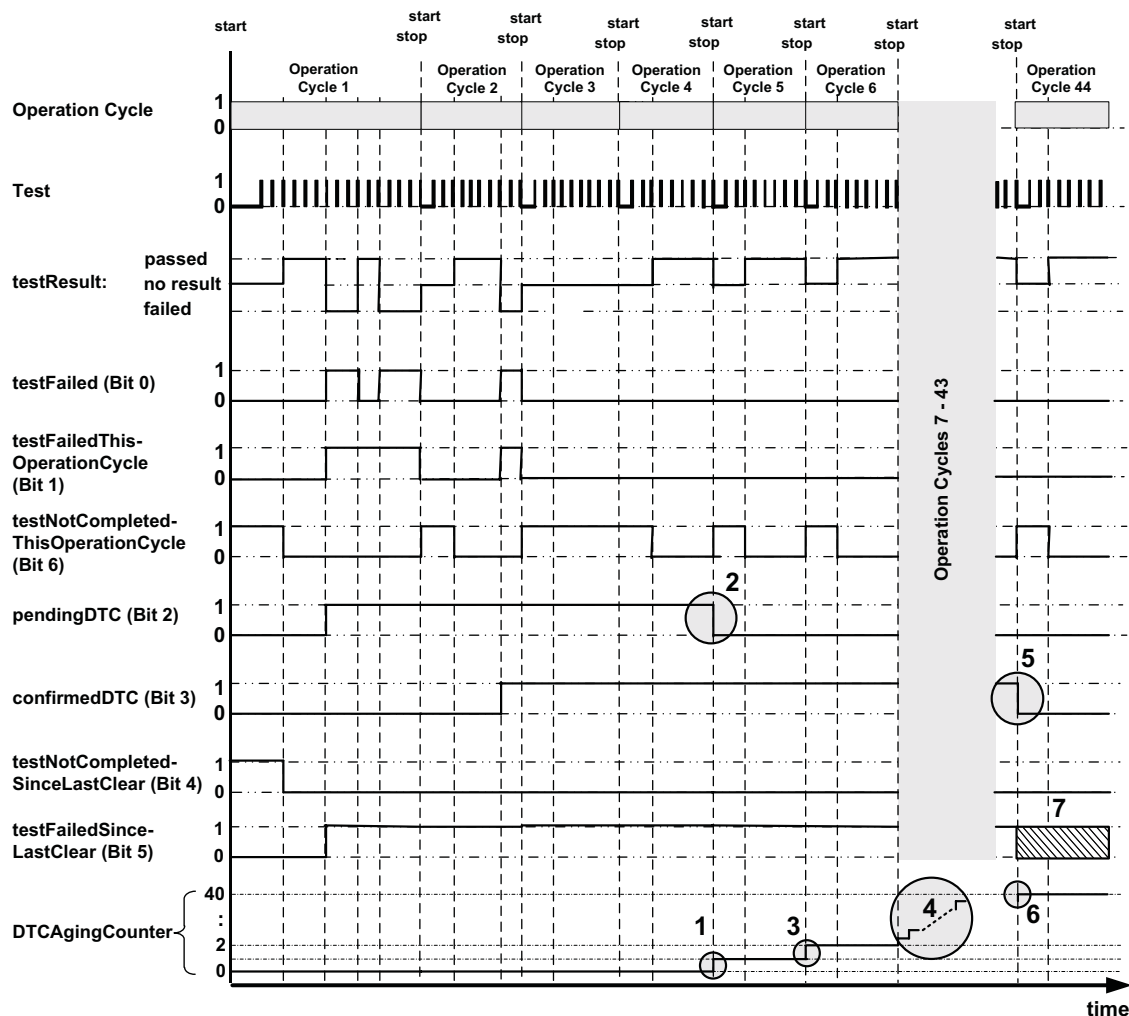 start
start
stop
start
stop
start
stop
start
stop
start
stop
start
stop
start
stop
Operation
Cycle 1
Operation
Cycle 2
Operation
Cycle 3
Operation
Cycle 4
Operation
Cycle 5
Operation
Cycle 6
Operation
Cycle 44
Operation Cycle
1
0
Test
1
0
testResult:
passed
no result
failed
testFailed (Bit 0)
1
0
testFailedThis-
OperationCycle
(Bit 1)
1
0
testNotCompleted-
ThisOperationCycle
(Bit 6)
1
0
Operation Cycles 7 - 43
pendingDTC (Bit 2)
1
0
2
confirmedDTC (Bit 3)
1
0
5
testNotCompleted-
SinceLastClear (Bit 4)
1
0
testFailedSince-
LastClear (Bit 5)
1
0
7
DTCAgingCounter
40
:
2
0
1
3
4
6
time